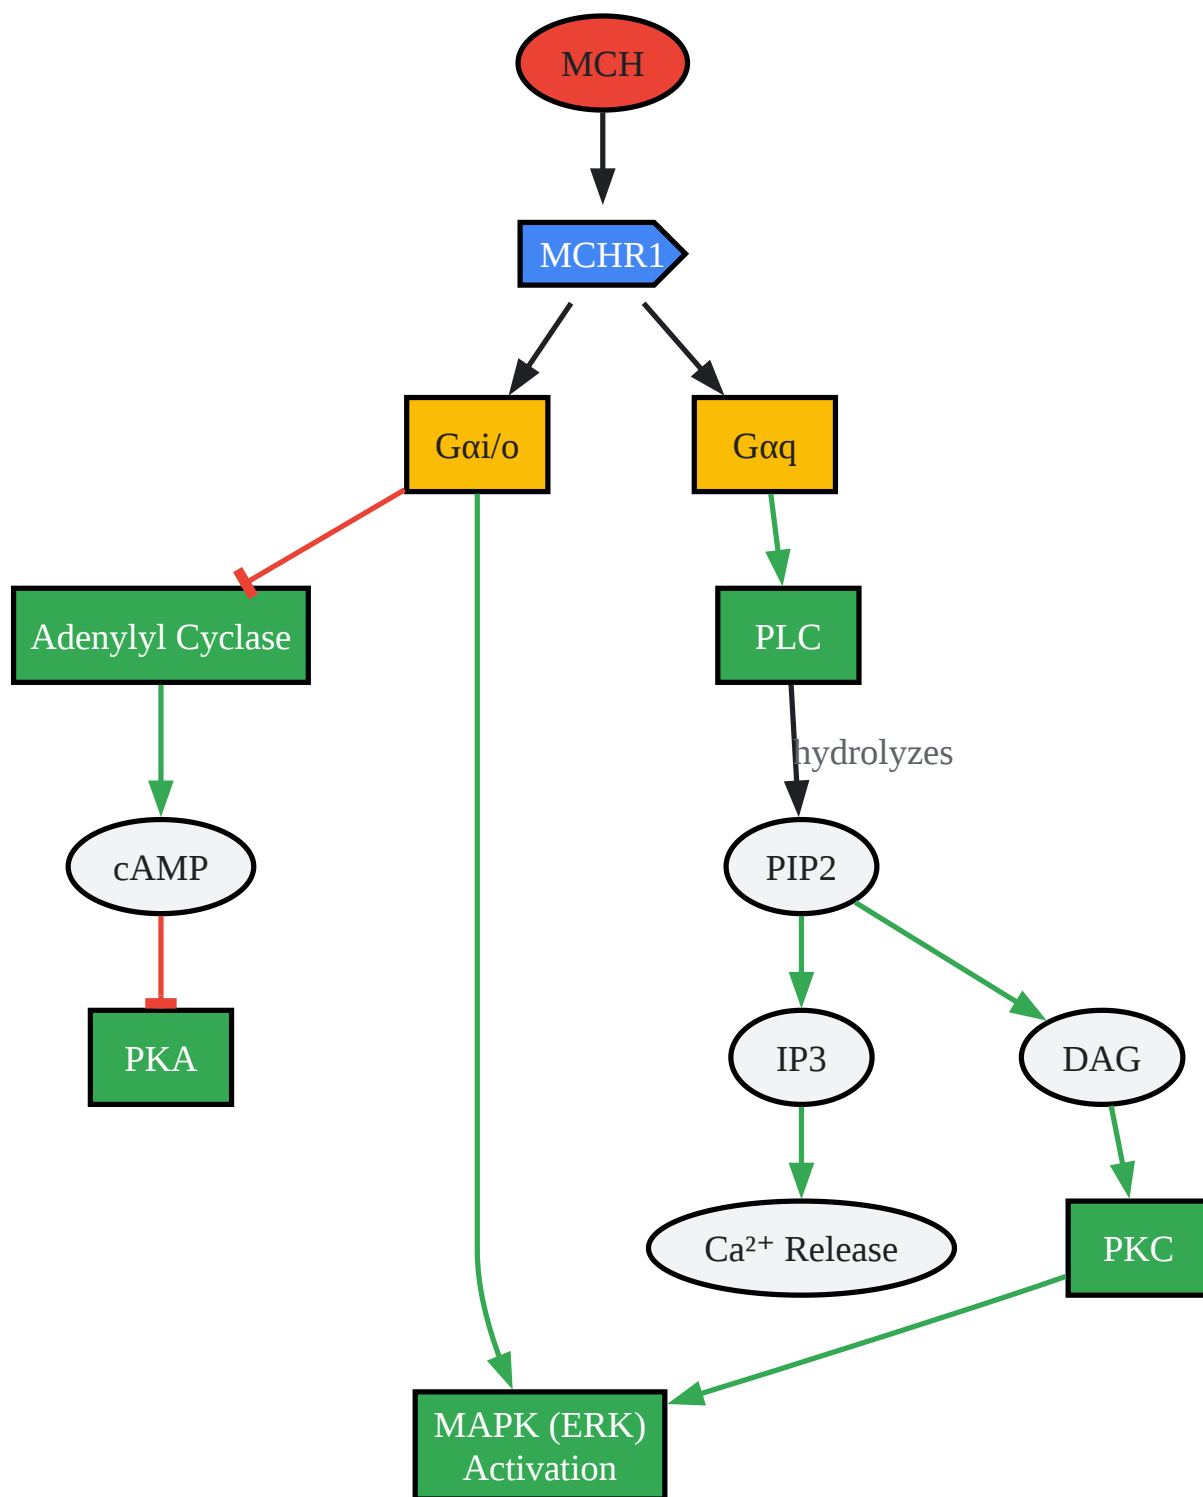 MCH
MCHR1
Gαi/o
Gαq
Adenylyl Cyclase
PLC
hydrolyzes
cAMP
PIP2
PKA
IP3
DAG
Ca²⁺ Release
PKC
MAPK (ERK)
Activation